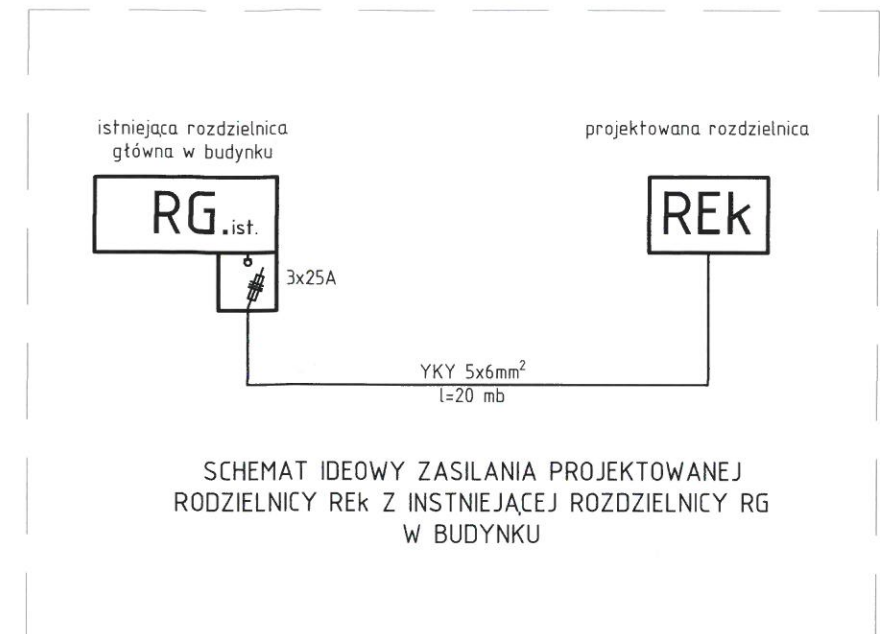 istniejąca rozdzielnica
główna w budynku
projektowana rozdzielnica
RG.ist.
REk
3x25A
YKY 5x6mm²
l=20 mb
SCHEMAT IDEOWY ZASILANIA PROJEKTOWANEJ
RODZIELNICY REk Z INSTNIEJĄCEJ ROZDZIELNICY RG
W BUDYNKU